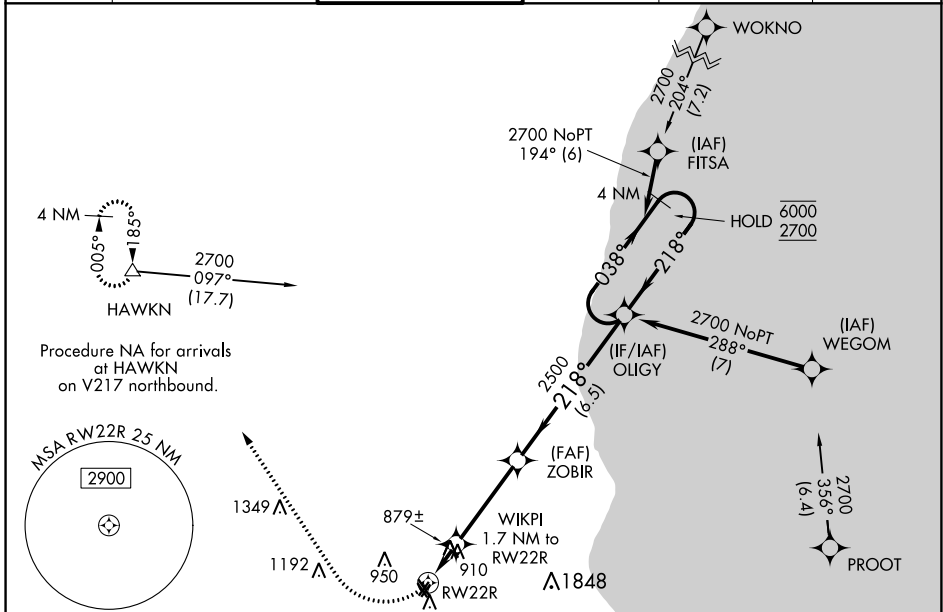 WOKNO
2700
204°
(7.2)
2700 NoPT
194° (6)
(IAF)
FITSA
4 NM
HOLD
6000
2700
038°
218°
4 NM
005°
185°
2700
097°
(17.7)
HAWKN
Procedure NA for arrivals
at HAWKN
on V217 northbound.
(IF/IAF)
OLIGY
2700 NoPT
288°
(7)
(IAF)
WEGOM
2500
218°
(6.5)
(FAF)
ZOBIR
MSA RW22R 25 NM
2900
2700
356°
(6.4)
PROOT
1349
879±
WIKPI
1.7 NM to
RW22R
1192
950
910
1848
RW22R